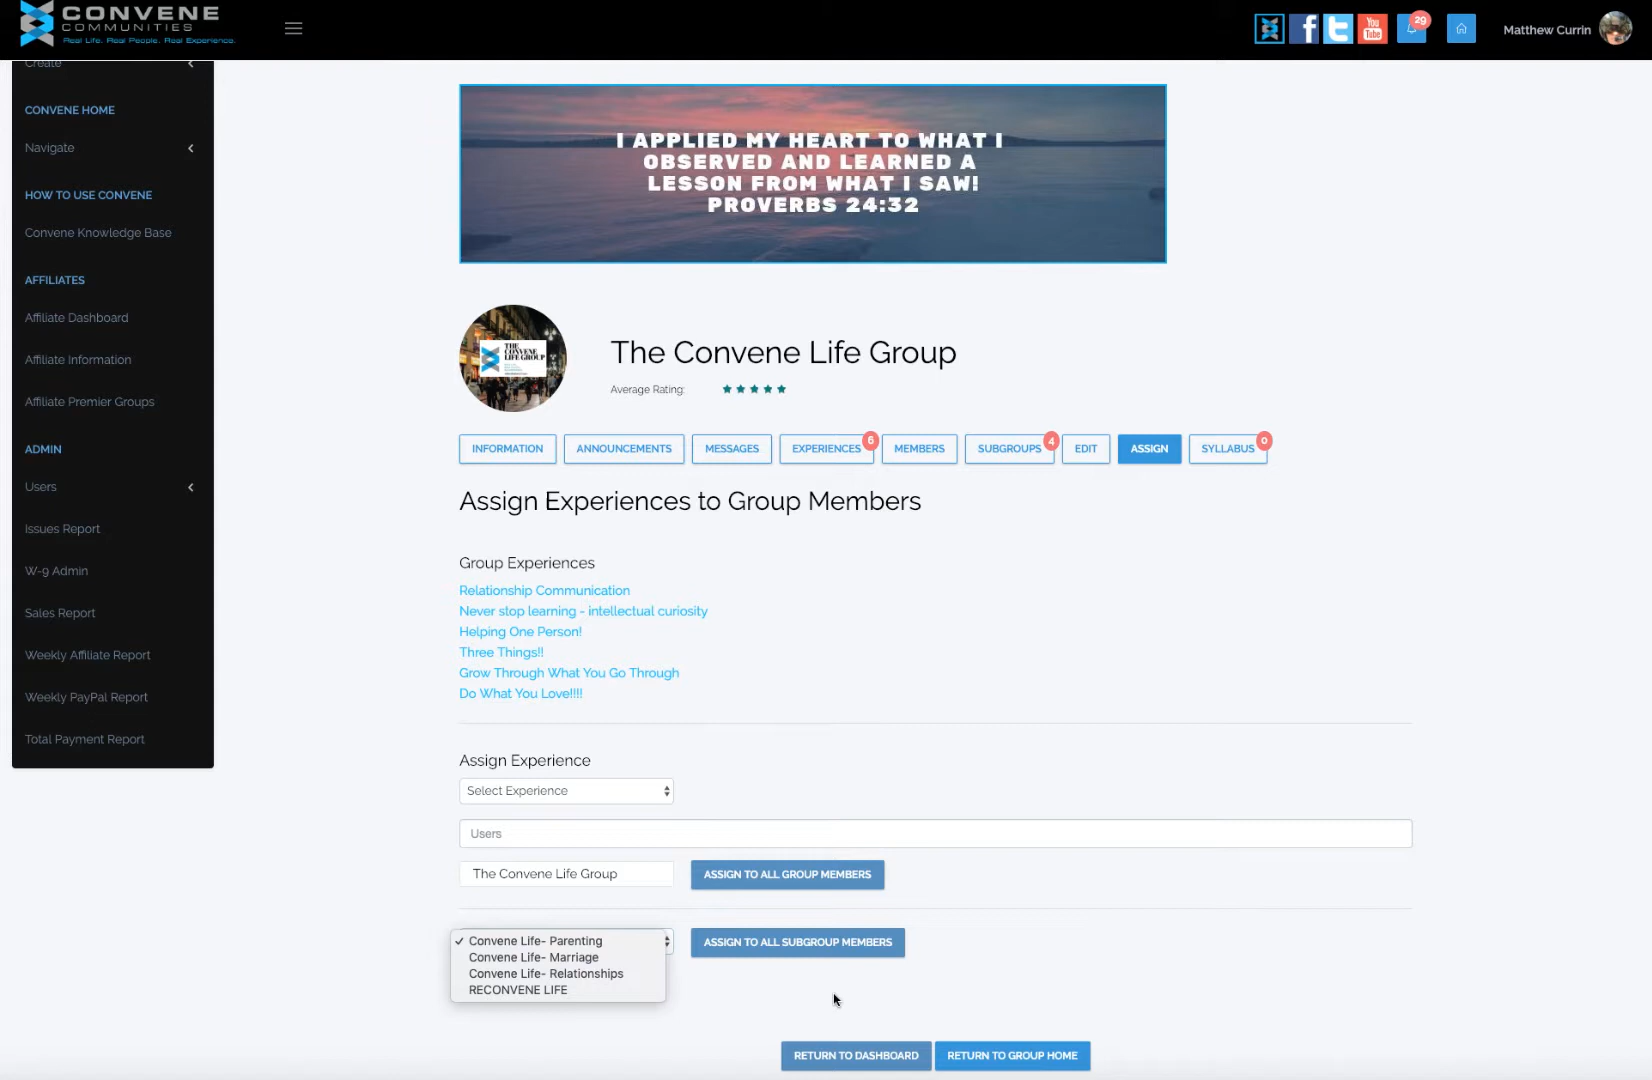 CONVENE
COMMUNITIES
Real Life. Real People. Real Experience.
You
Tube
29
Matthew Currin
Create
CONVENE HOME
Navigate
HOW TO USE CONVENE
Convene Knowledge Base
AFFILIATES
Affiliate Dashboard
Affiliate Information
Affiliate Premier Groups
ADMIN
Users
Issues Report
W-9 Admin
Sales Report
Weekly Affiliate Report
Weekly PayPal Report
Total Payment Report
I APPLIED MY HEART TO WHAT I
OBSERVED AND LEARNED A
LESSON FROM WHAT I SAW!
PROVERBS 24:32
THE
CONVENE
LIFE GROUP
The Convene Life Group
Average Rating:
INFORMATION
ANNOUNCEMENTS
MESSAGES
EXPERIENCES 6
MEMBERS
SUBGROUPS 4
EDIT
ASSIGN
SYLLABUS 0
Assign Experiences to Group Members
Group Experiences
Relationship Communication
Never stop learning - intellectual curiosity
Helping One Person!
Three Things!!
Grow Through What You Go Through
Do What You Love!!!!
Assign Experience
Select Experience
Users
The Convene Life Group
ASSIGN TO ALL GROUP MEMBERS
✓ Convene Life- Parenting
Convene Life- Marriage
Convene Life- Relationships
RECONVENE LIFE
ASSIGN TO ALL SUBGROUP MEMBERS
RETURN TO DASHBOARD
RETURN TO GROUP HOME